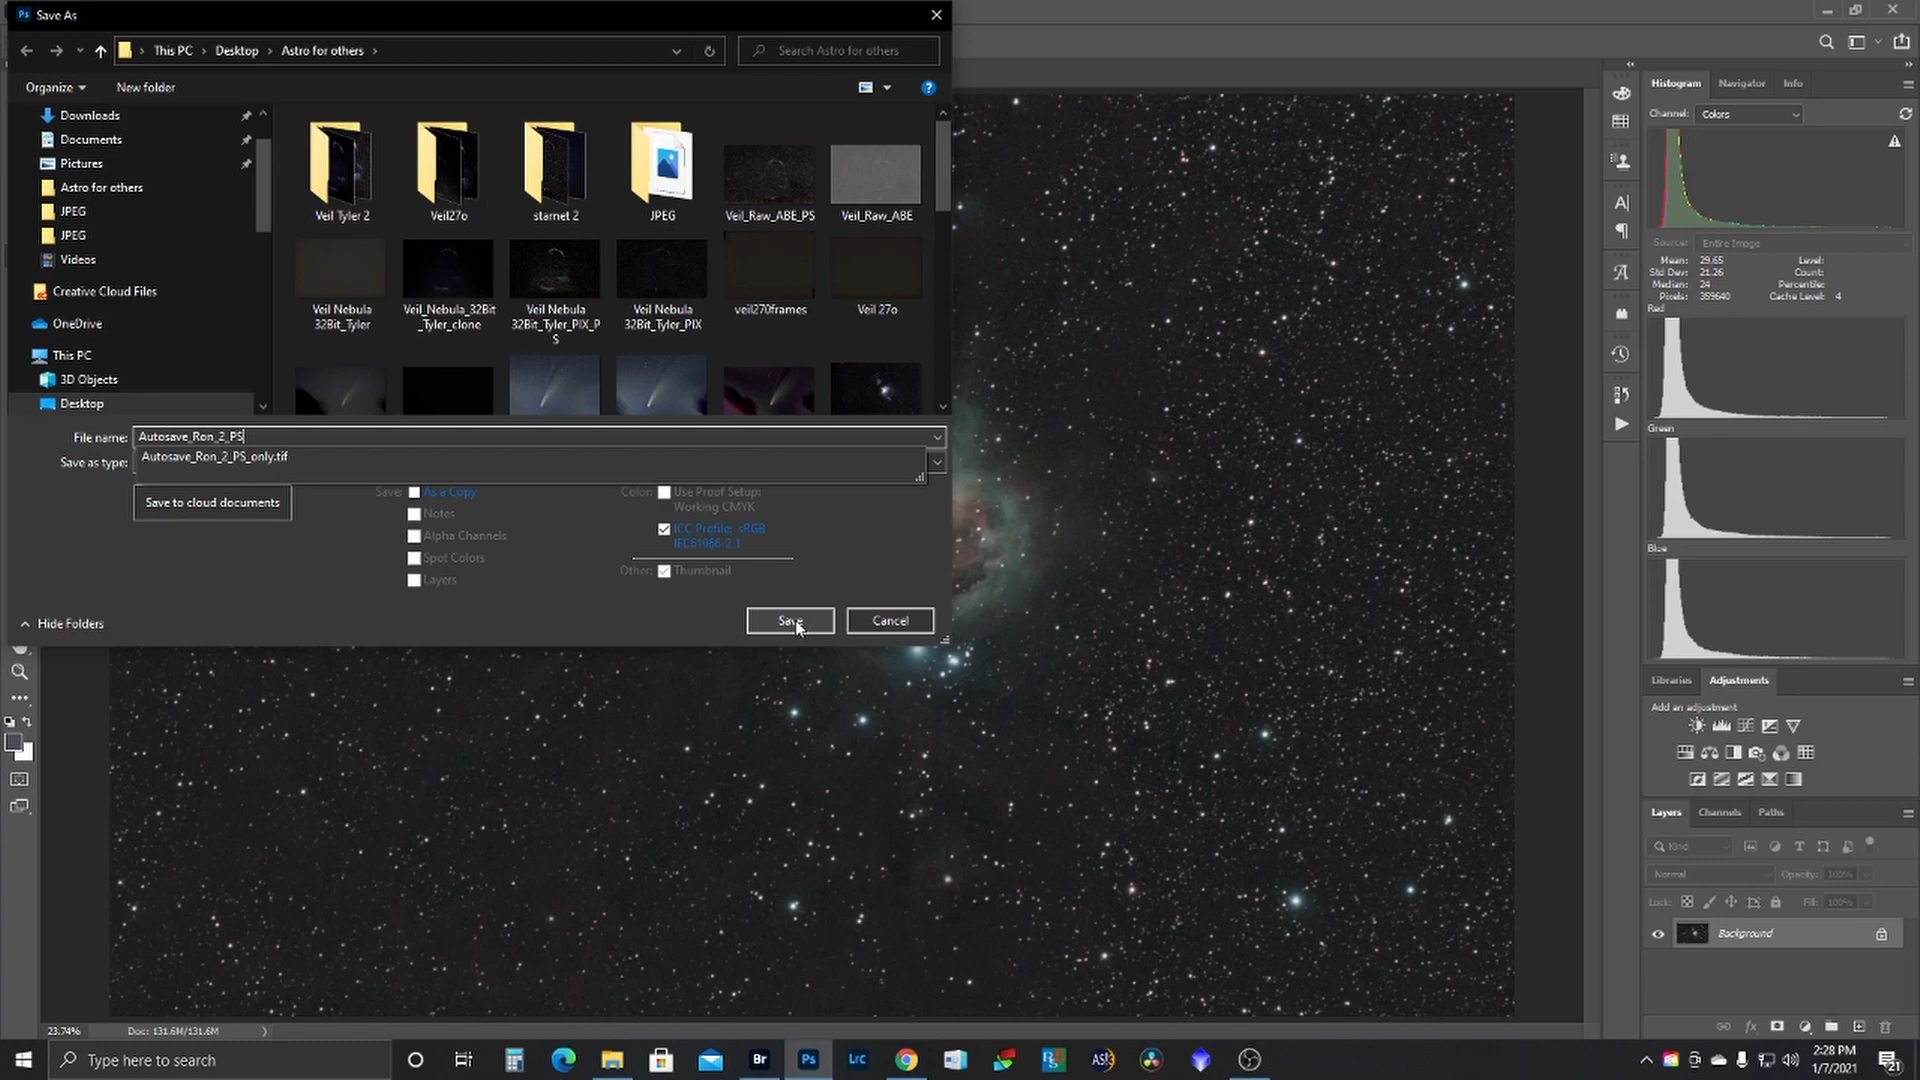 Save As
This PC
Desktop
Astro for others
Search Astro for others
Organize
New folder
Downloads
Documents
Pictures
Astro for others
JPEG
JPEG
Videos
Creative Cloud Files
OneDrive
This PC
3D Objects
Desktop
Veil Tyler 2
Veil27o
starnet 2
JPEG
Veil_Raw_ABE_PS
Veil_Raw_ABE
Veil Nebula
32Bit_Tyler
Veil_Nebula_32Bit
_Tyler_clone
Veil Nebula
32Bit_Tyler_PIX_P
S
Veil Nebula
32Bit_Tyler_PIX
veil270frames
Veil 27o
File name:
Autosave_Ron_2_PS
Autosave_Ron_2_PS_only.tif
Save as type:
Save to cloud documents
Save:
As a Copy
Notes
Alpha Channels
Spot Colors
Layers
Color:
Use Proof Setup:
Working CMYK
ICC Profile: sRGB
IEC61966-2.1
Other:
Thumbnail
Hide Folders
Save
Cancel
Histogram
Navigator
Info
Channel:
Colors
Source:
Entire Image
Mean: 29.65
Level:
Std Dev: 21.26
Count:
Median: 24
Percentile:
Pixels: 359640
Cache Level: 4
Red
Green
Blue
Libraries
Adjustments
Add an adjustment
Layers
Channels
Paths
Kind
Normal
Opacity: 100%
Lock:
Fill: 100%
Background
23.74%
Doc: 131.6M/131.6M
Type here to search
Br
Ps
LrC
2:28 PM
1/7/2021
21